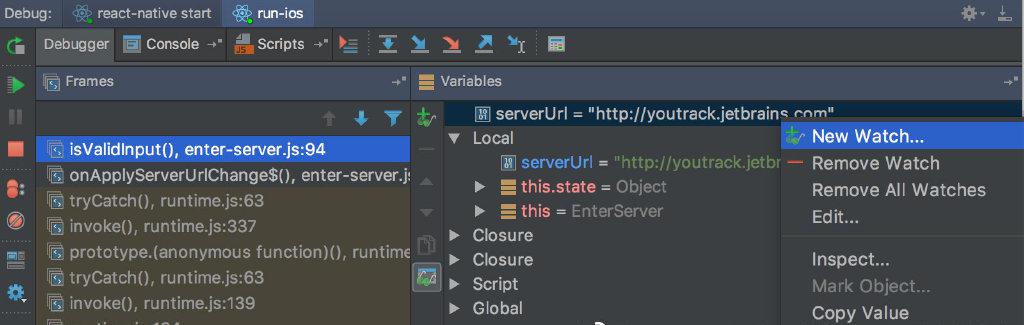 Debug: react-native start run-ios
Debugger Console Scripts
Frames
Variables
isValidInput(), enter-server.js:94
onApplyServerUrlChange$(), enter-server.js
tryCatch(), runtime.js:63
invoke(), runtime.js:337
prototype.(anonymous function)(), runtime
tryCatch(), runtime.js:63
invoke(), runtime.js:139
serverUrl = "http://youtrack.jetbrains.com"
Local
serverUrl = "http://youtrack.jetbr
this.state = Object
this = EnterServer
Closure
Closure
Script
Global
New Watch...
Remove Watch
Remove All Watches
Edit...
Inspect...
Mark Object...
Copy Value